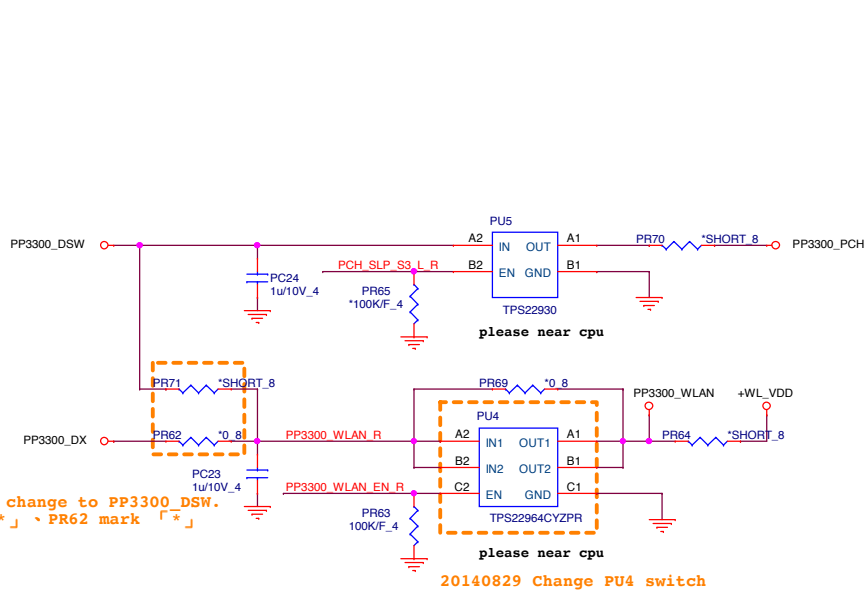 PU5
PP3300_DSW
A2
IN
OUT
A1
PR70
*SHORT_8
PP3300_PCH
PCH_SLP_S3_L_R
B2
EN
GND
B1
PC24
1u/10V_4
PR65
*100K/F_4
TPS22930
please near cpu
PR71
*SHORT_8
PR69
*0_8
PP3300_WLAN
+WL_VDD
PU4
PP3300_DX
PR62
*0_8
PP3300_WLAN_R
A2
IN1
OUT1
A1
PR64
*SHORT_8
B2
IN2
OUT2
B1
PC23
1u/10V_4
PP3300_WLAN_EN_R
C2
EN
GND
C1
change to PP3300_DSW.
*」、PR62 mark 「*」
PR63
100K/F_4
TPS22964CYZPR
please near cpu
20140829 Change PU4 switch